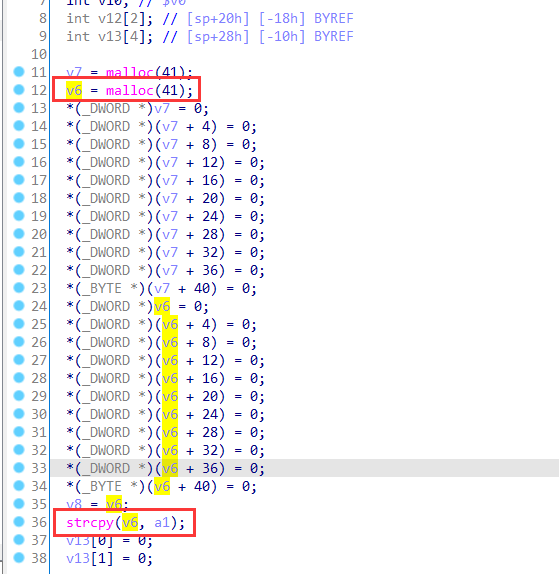 7 int v10; // $v0
8 int v12[2]; // [sp+20h] [-18h] BYREF
9 int v13[4]; // [sp+28h] [-10h] BYREF
10
11 v7 = malloc(41);
12 v6 = malloc(41);
13 *(_DWORD *)v7 = 0;
14 *(_DWORD *)(v7 + 4) = 0;
15 *(_DWORD *)(v7 + 8) = 0;
16 *(_DWORD *)(v7 + 12) = 0;
17 *(_DWORD *)(v7 + 16) = 0;
18 *(_DWORD *)(v7 + 20) = 0;
19 *(_DWORD *)(v7 + 24) = 0;
20 *(_DWORD *)(v7 + 28) = 0;
21 *(_DWORD *)(v7 + 32) = 0;
22 *(_DWORD *)(v7 + 36) = 0;
23 *(_BYTE *)(v7 + 40) = 0;
24 *(_DWORD *)v6 = 0;
25 *(_DWORD *)(v6 + 4) = 0;
26 *(_DWORD *)(v6 + 8) = 0;
27 *(_DWORD *)(v6 + 12) = 0;
28 *(_DWORD *)(v6 + 16) = 0;
29 *(_DWORD *)(v6 + 20) = 0;
30 *(_DWORD *)(v6 + 24) = 0;
31 *(_DWORD *)(v6 + 28) = 0;
32 *(_DWORD *)(v6 + 32) = 0;
33 *(_DWORD *)(v6 + 36) = 0;
34 *(_BYTE *)(v6 + 40) = 0;
35 v8 = v6;
36 strcpy(v6, a1);
37 v13[0] = 0;
38 v13[1] = 0;